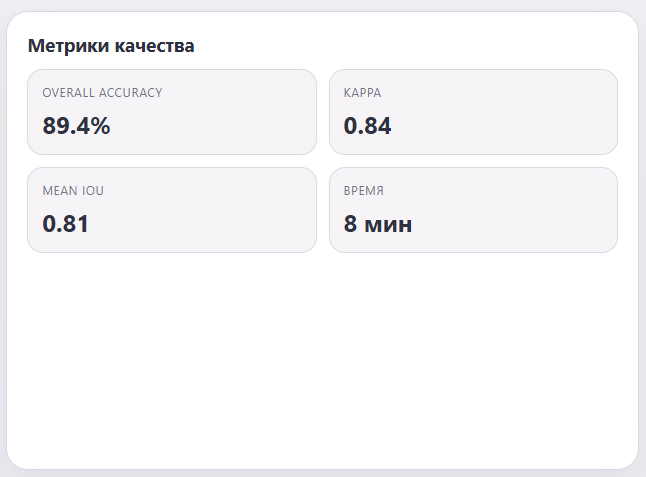 Метрики качества
OVERALL ACCURACY
89.4%
KAPPA
0.84
MEAN IOU
0.81
ВРЕМЯ
8 мин